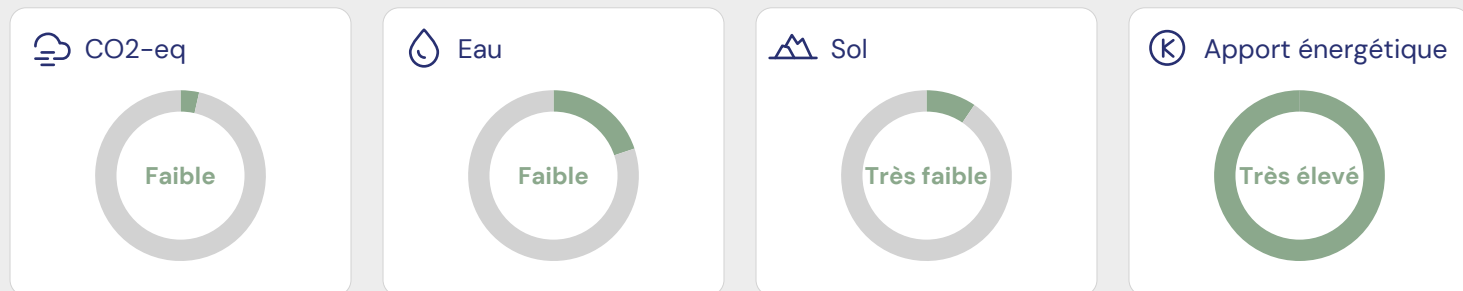 CO2-eq
Faible
Eau
Faible
Sol
Très faible
Apport énergétique
Très élevé